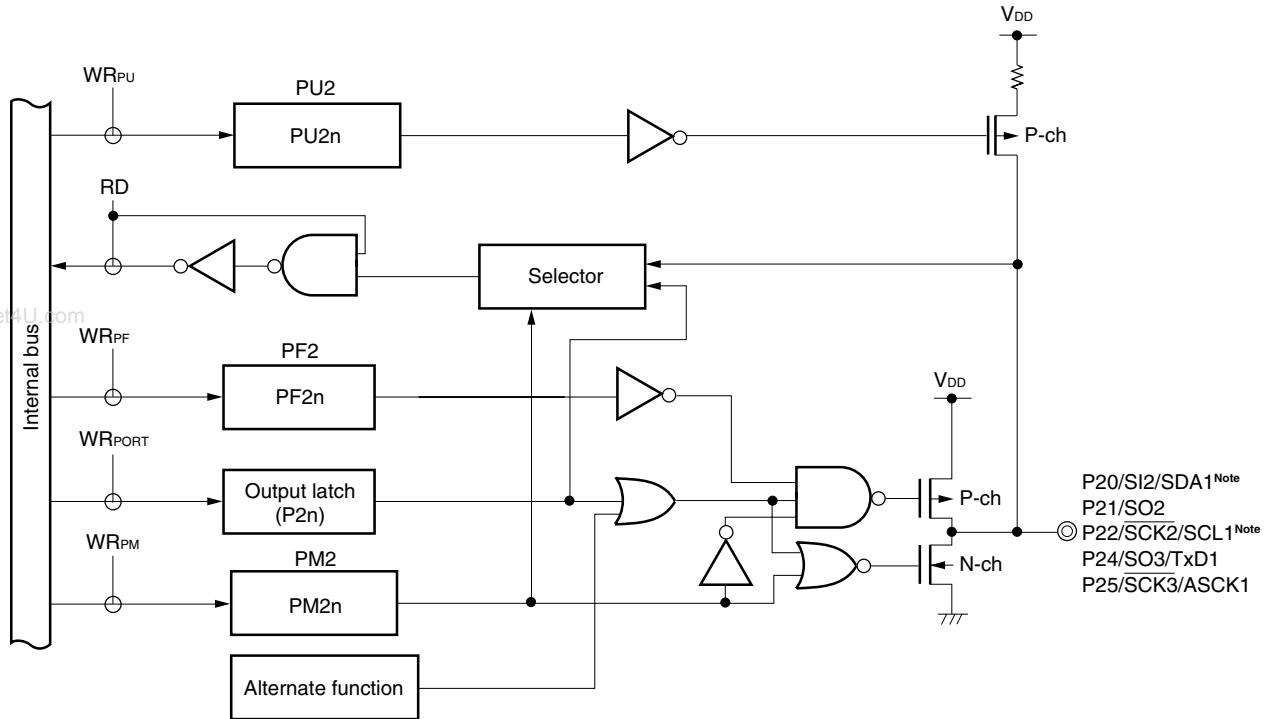 VDD
WRPU
PU2
PU2n
P-ch
RD
Selector
et4U.com
WRPF
PF2
PF2n
VDD
Internal bus
WRPORT
Output latch
(P2n)
P-ch
P20/SI2/SDA1Note
P21/SO2
P22/SCK2/SCL1Note
P24/SO3/TxD1
P25/SCK3/ASCK1
WRPM
PM2
PM2n
N-ch
Alternate function